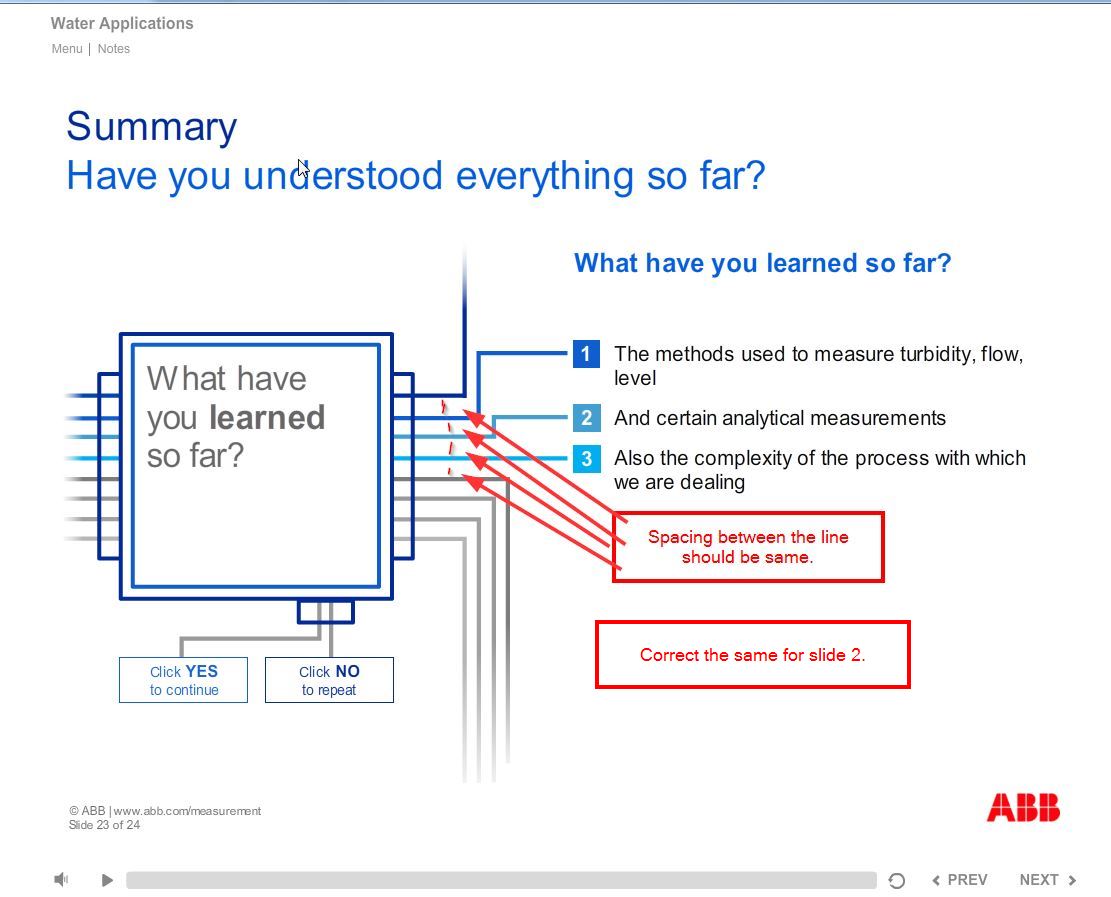 Water Applications
Menu | Notes
Summary
Have you understood everything so far?
What have you learned so far?
What have
you learned
so far?
1 The methods used to measure turbidity, flow,
level
2 And certain analytical measurements
3 Also the complexity of the process with which
we are dealing
Spacing between the line
should be same.
Correct the same for slide 2.
Click YES
to continue
Click NO
to repeat
© ABB | www.abb.com/measurement
Slide 23 of 24
ABB
PREV NEXT